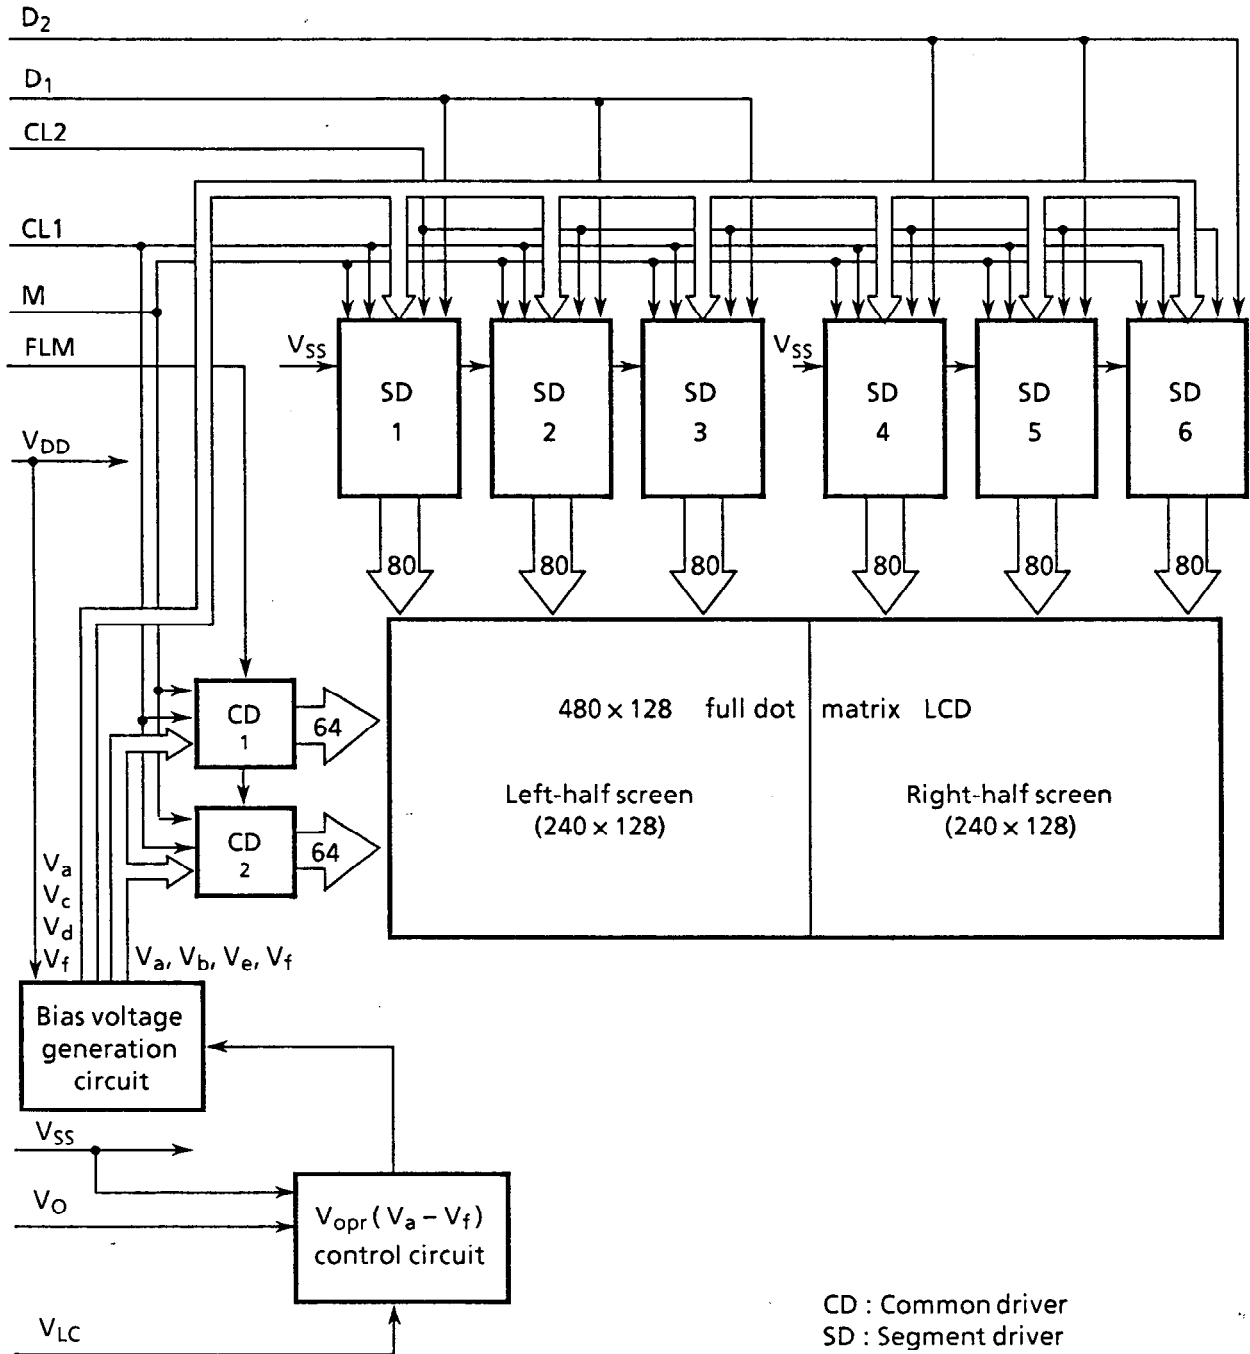 D2
D1
CL2
CL1
M
FLM
VSS
VSS
SD
1
SD
2
SD
3
SD
4
SD
5
SD
6
VDD
80
80
80
80
80
80
480 × 128 full dot matrix LCD
CD
1
64
Left-half screen
(240 × 128)
Right-half screen
(240 × 128)
CD
2
64
Va
Vc
Vd
Vf
Va, Vb, Ve, Vf
Bias voltage
generation
circuit
VSS
VO
Vopr (Va – Vf)
control circuit
VLC
CD : Common driver
SD : Segment driver